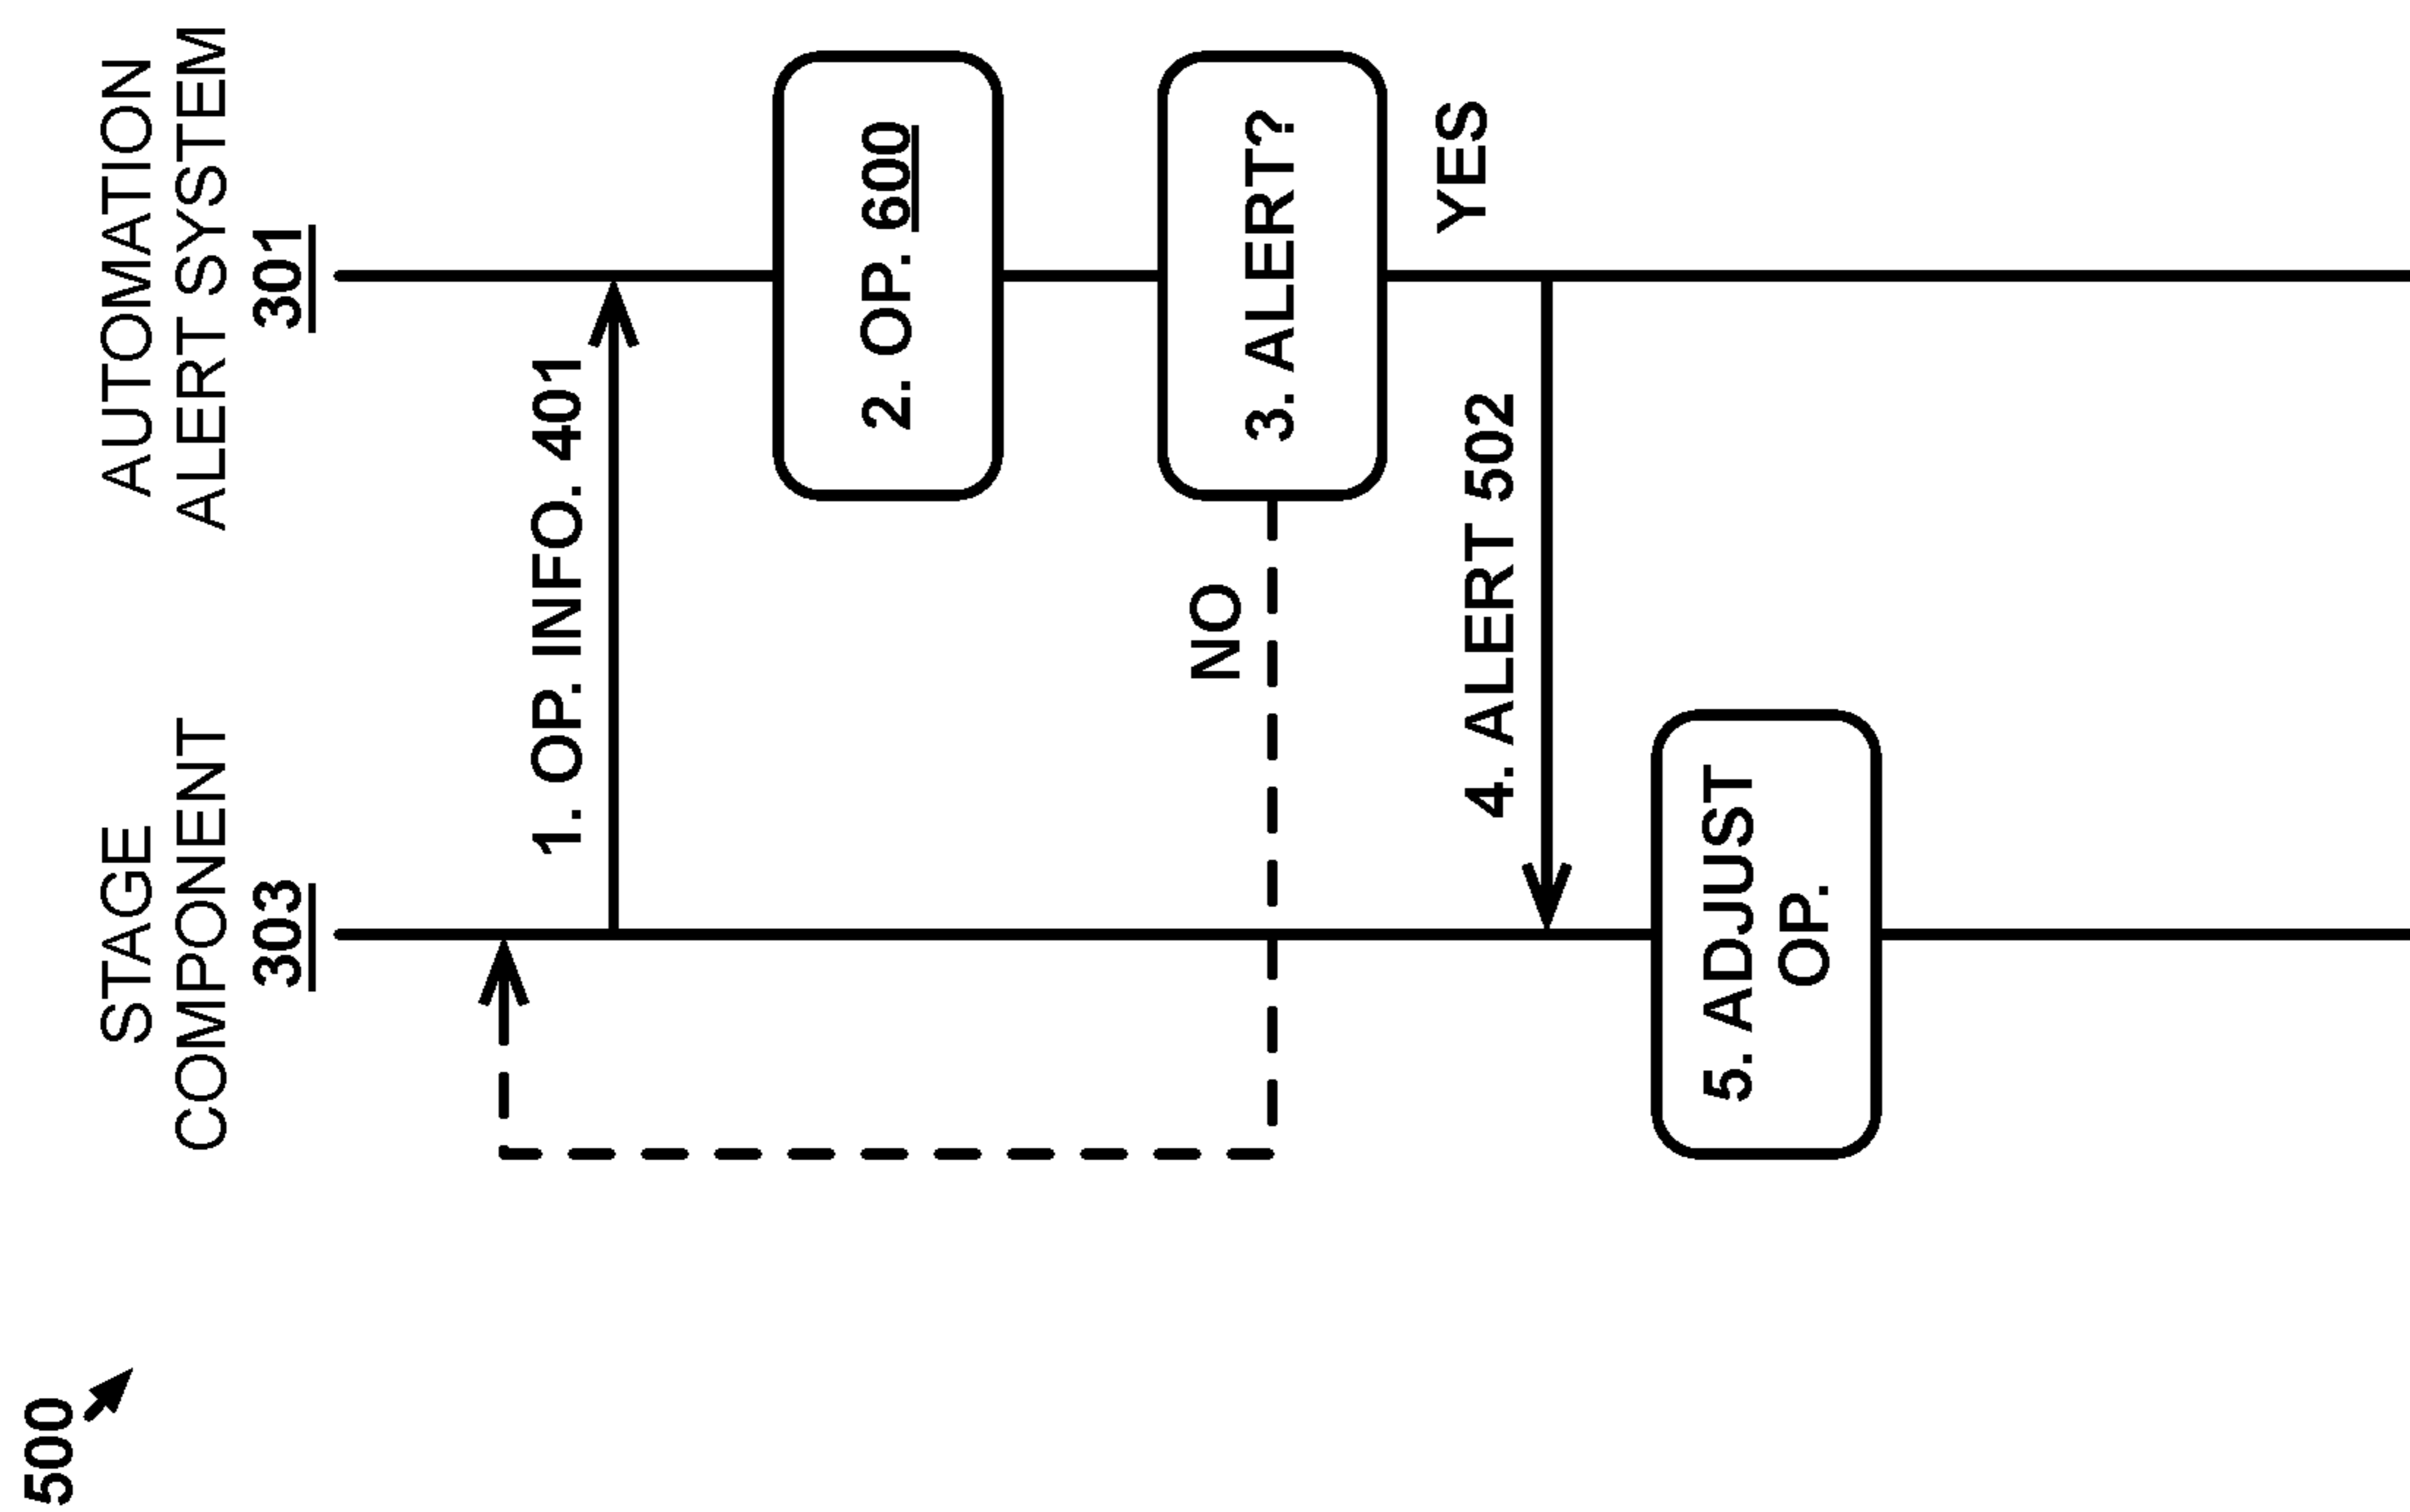 500
STAGE
COMPONENT
303
AUTOMATION
ALERT SYSTEM
301
1. OP. INFO. 401
2. OP. 600
3. ALERT?
NO
YES
4. ALERT 502
5. ADJUST
OP.